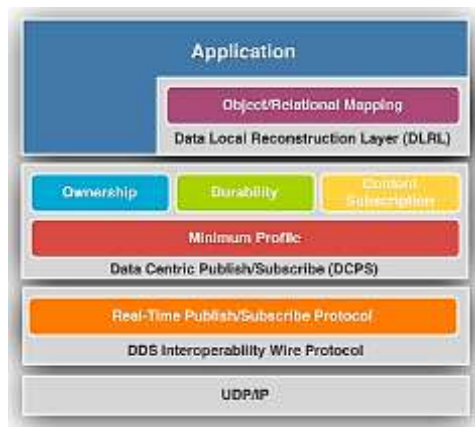 Application
Object/Relational Mapping
Data Local Reconstruction Layer (DLRL)
Ownership
Durability
Content
Subscription
Minimum Profile
Data Centric Publish/Subscribe (DCPS)
Real-Time Publish/Subscribe Protocol
DDS Interoperability Wire Protocol
UDP/IP